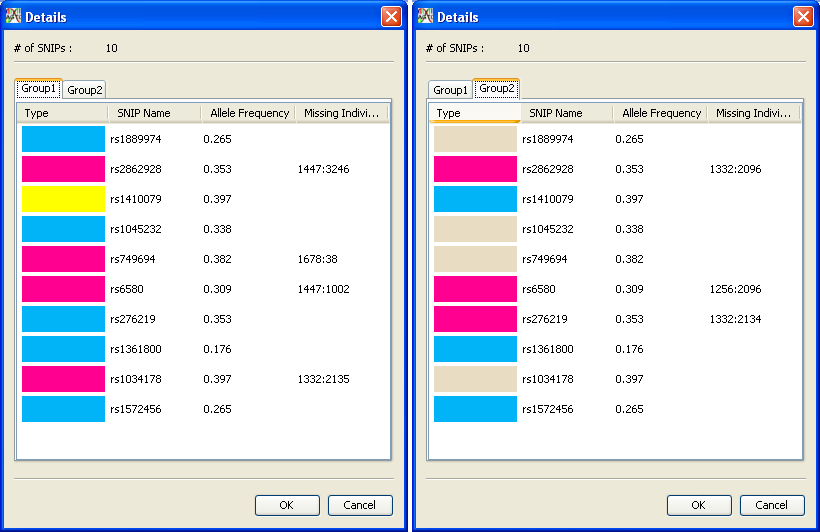 Details
# of SNIPs : 10
Group1 Group2
Type SNIP Name Allele Frequency Missing Indivi...
rs1889974 0.265
rs2862928 0.353 1447:3246
rs1410079 0.397
rs1045232 0.338
rs749694 0.382 1678:38
rs6580 0.309 1447:1002
rs276219 0.353
rs1361800 0.176
rs1034178 0.397 1332:2135
rs1572456 0.265
OK Cancel
Details
# of SNIPs : 10
Group1 Group2
Type SNIP Name Allele Frequency Missing Indivi...
rs1889974 0.265
rs2862928 0.353 1332:2096
rs1410079 0.397
rs1045232 0.338
rs749694 0.382
rs6580 0.309 1256:2096
rs276219 0.353 1332:2134
rs1361800 0.176
rs1034178 0.397
rs1572456 0.265
OK Cancel